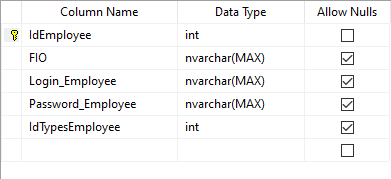 Column Name Data Type Allow Nulls
IdEmployee int
FIO nvarchar(MAX)
Login_Employee nvarchar(MAX)
Password_Employee nvarchar(MAX)
IdTypesEmployee int